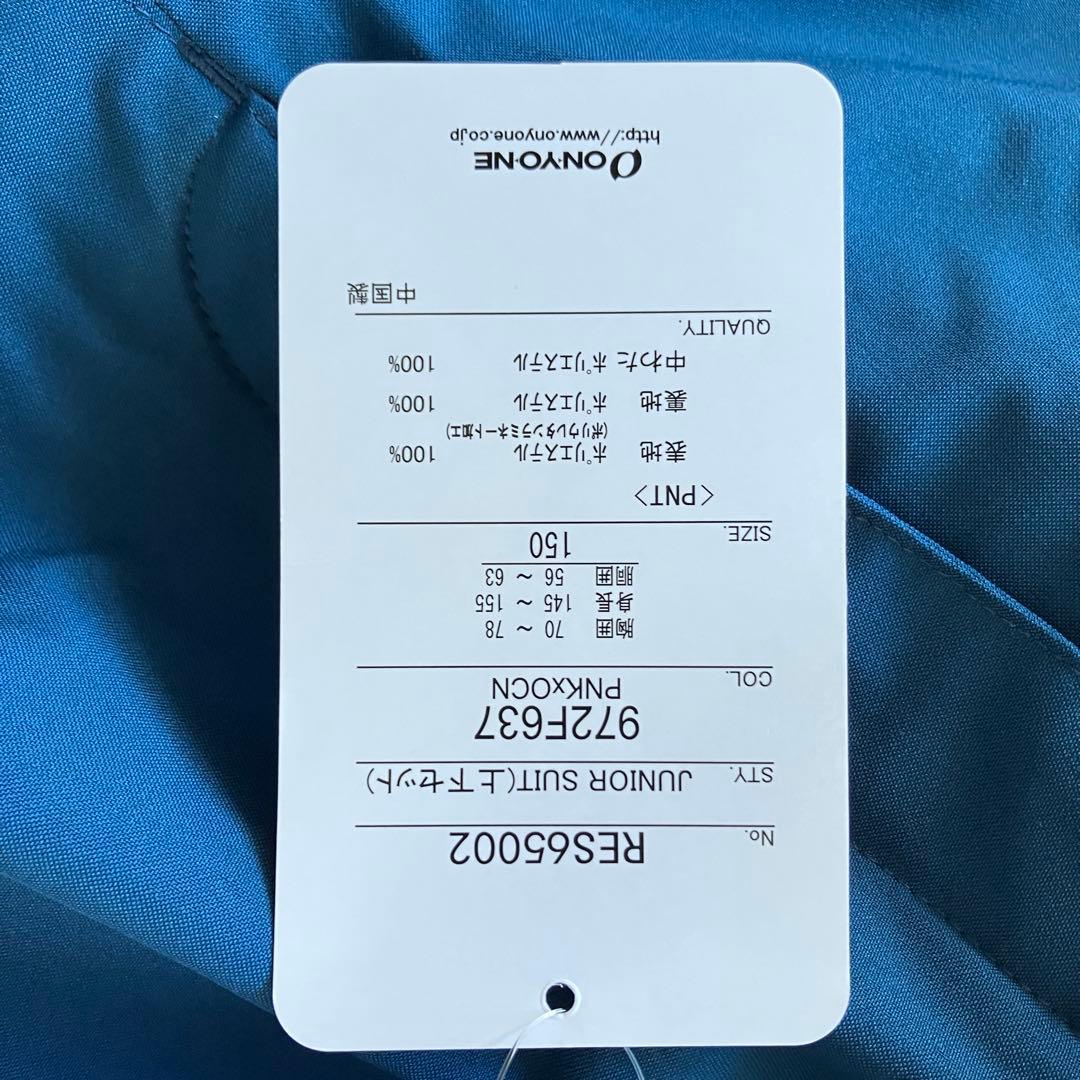 No. RES65002
STY. JUNIOR SUIT(上下セット)
COL. 972F637
PNKxOCN
胸囲 70 ～ 78
身長 145 ～ 155
胴囲 56 ～ 63
SIZE. 150
<PNT>
表地 ポリエステル 100%
(ポリウレタンラミネート加工)
裏地 ポリエステル 100%
中わた ポリエステル 100%
QUALITY.
中国製
ONYO·NE
http://www.onyone.co.jp